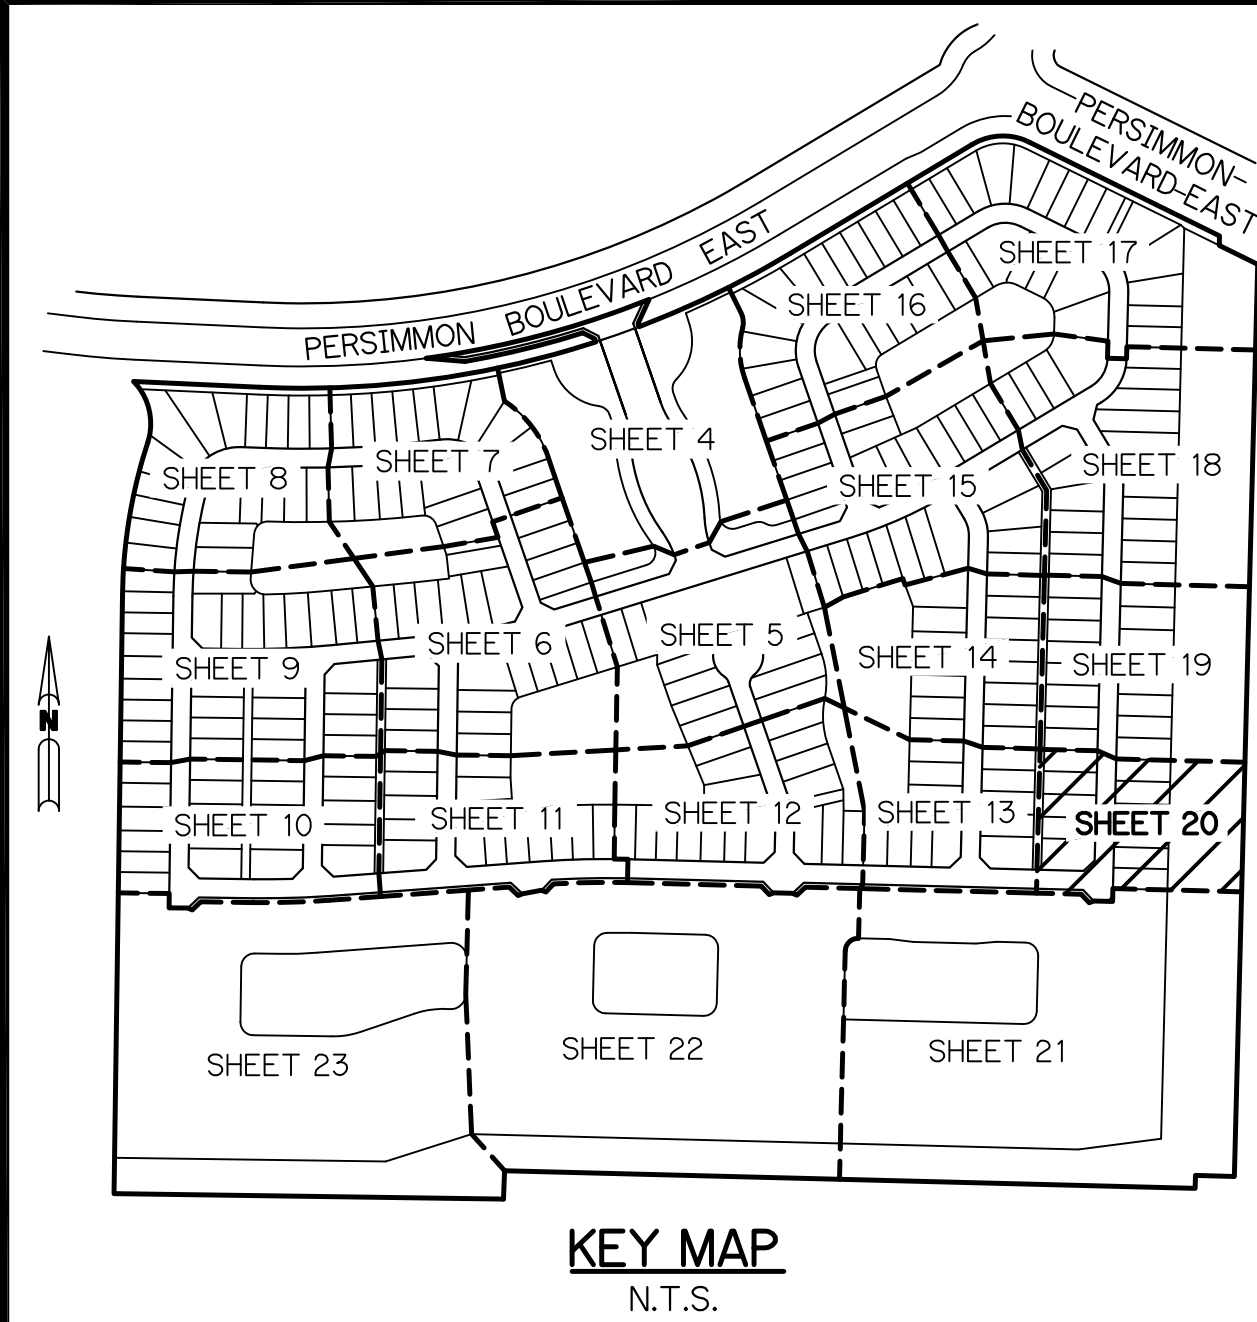 PERSIMMON-
BOULEVARD-EAST
PERSIMMON BOULEVARD EAST
SHEET 17
SHEET 16
SHEET 4
SHEET 7
SHEET 8
SHEET 18
SHEET 15
SHEET 5
SHEET 6
SHEET 14
SHEET 19
SHEET 9
N
SHEET 10
SHEET 11
SHEET 12
SHEET 13
SHEET 20
SHEET 23
SHEET 22
SHEET 21
KEY MAP
N.T.S.